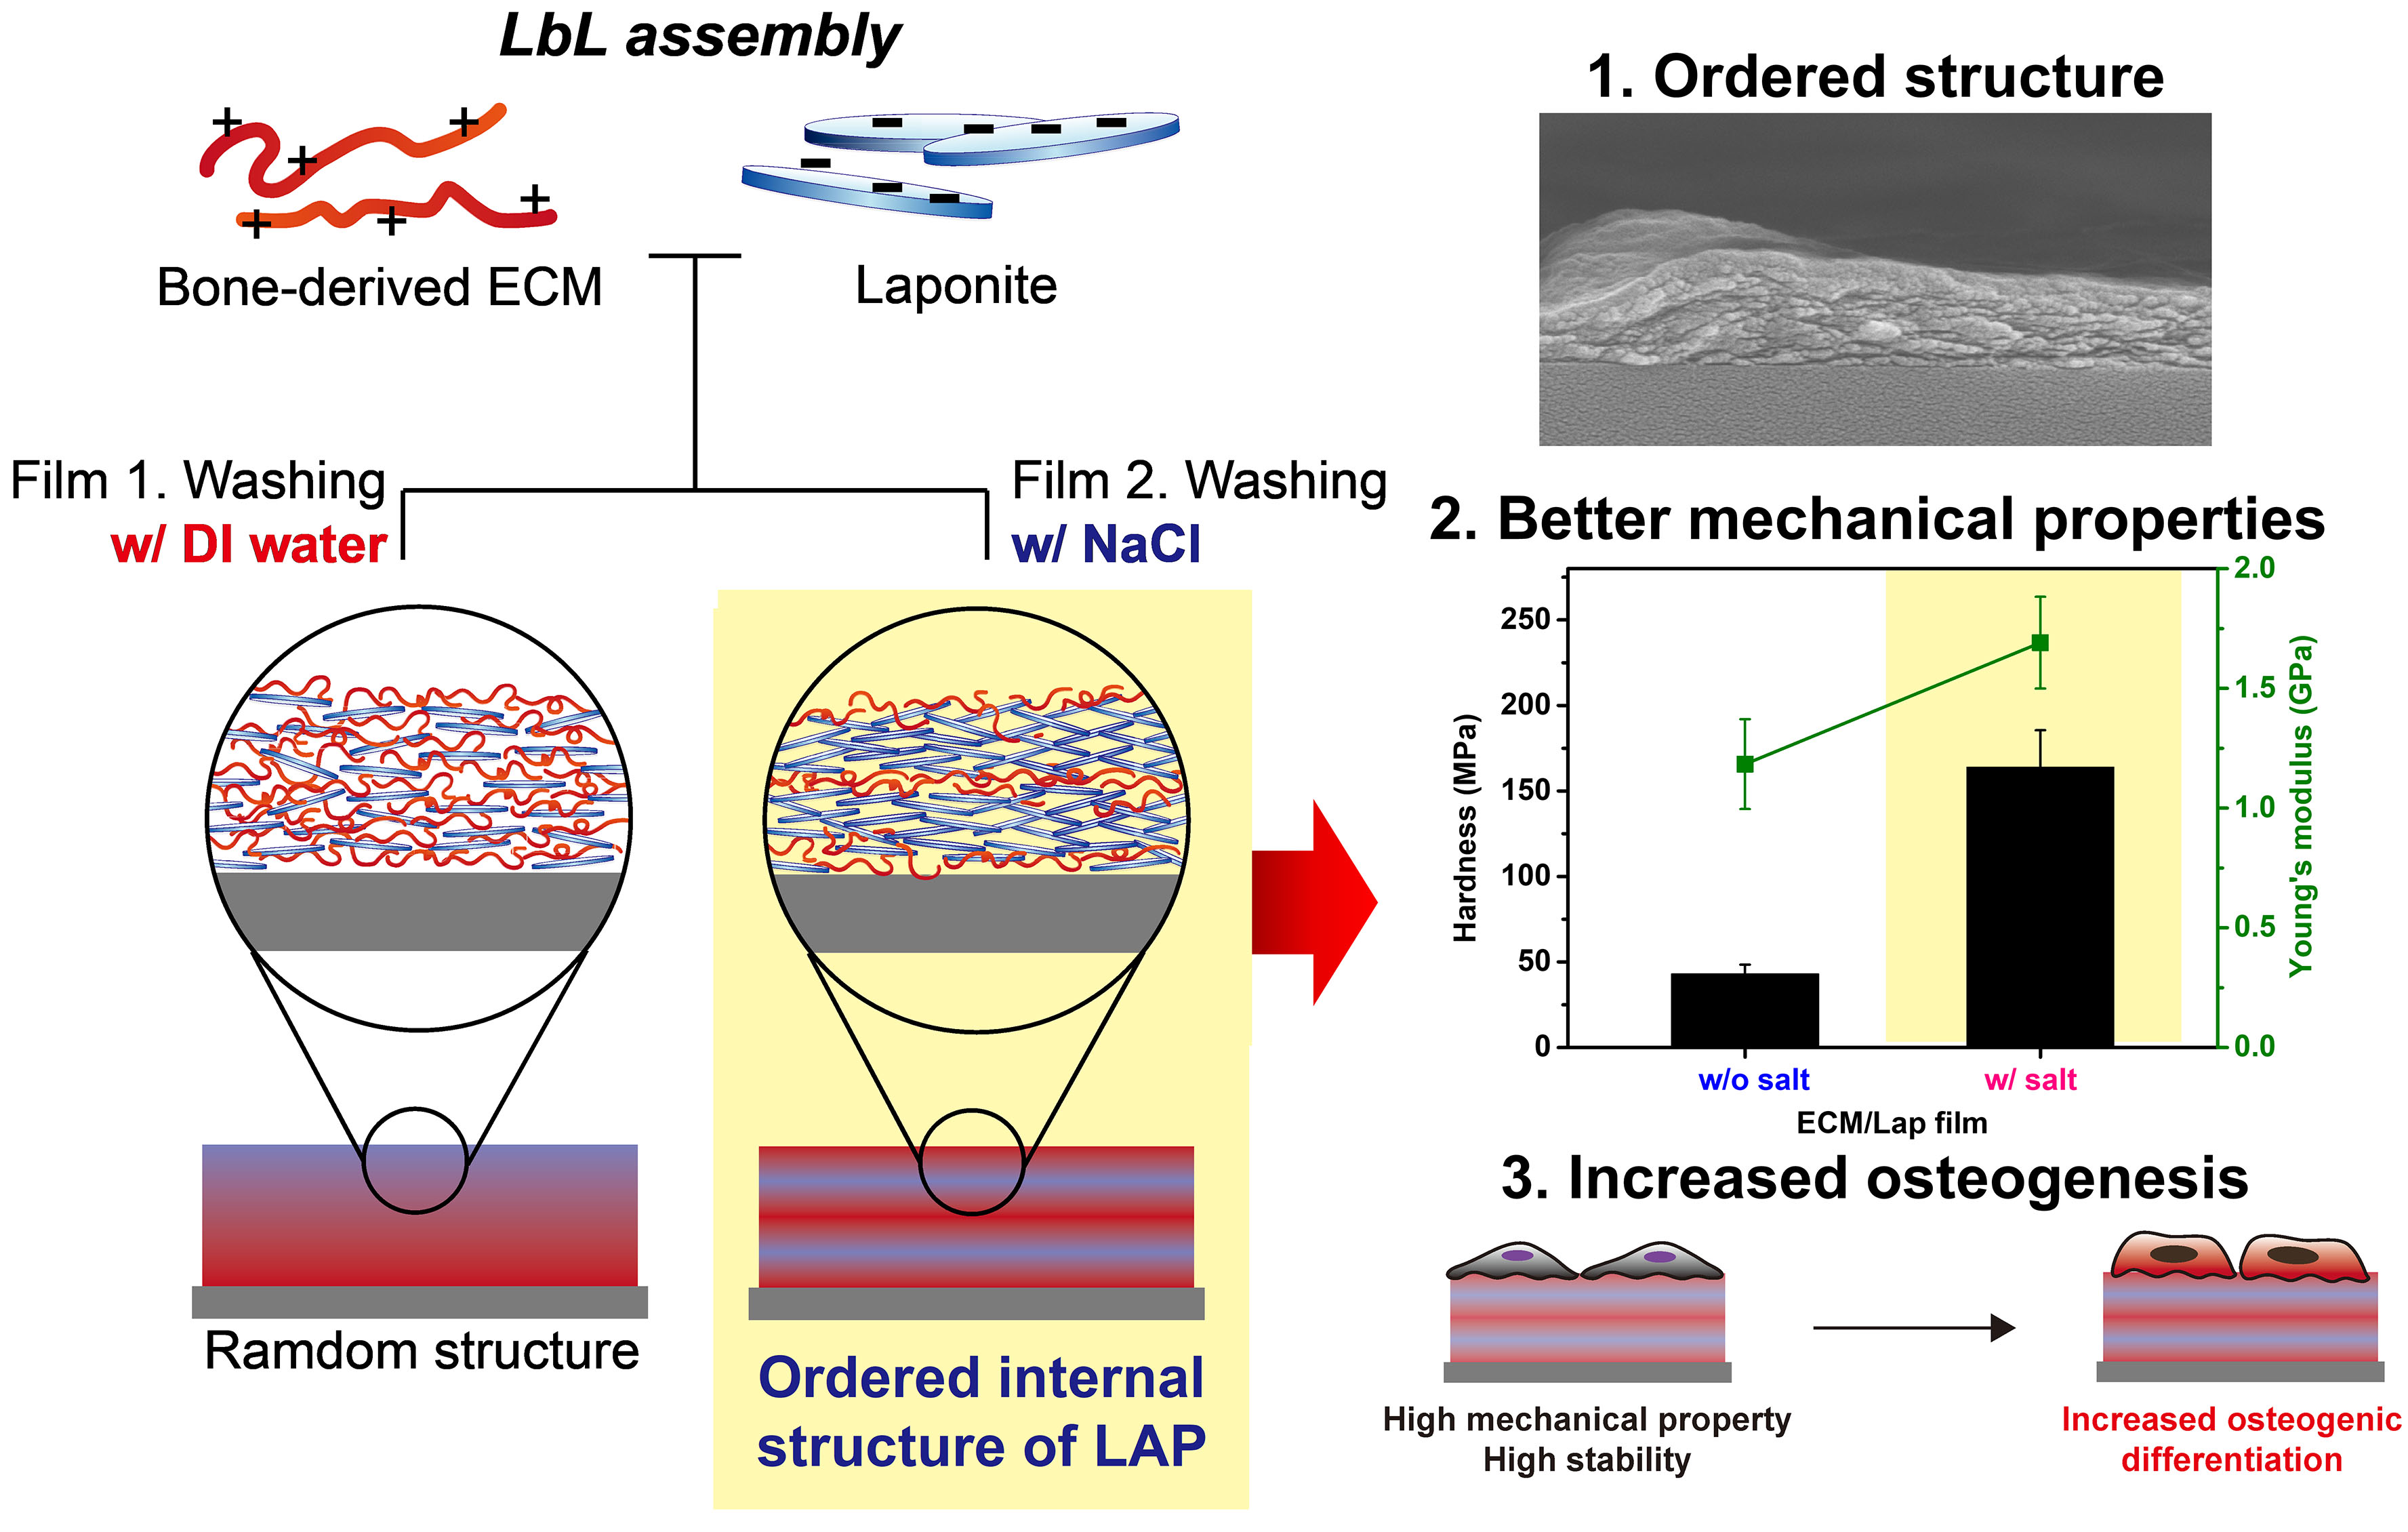 LbL assembly
Bone-derived ECM
Laponite
Film 1. Washing
w/ DI water
Film 2. Washing
w/ NaCl
Ramdom structure
Ordered internal
structure of LAP
1. Ordered structure
2. Better mechanical properties
Hardness (MPa)
250
200
150
100
50
0
2.0
1.5
1.0
0.5
0.0
Young's modulus (GPa)
w/o salt
w/ salt
ECM/Lap film
3. Increased osteogenesis
High mechanical property
High stability
Increased osteogenic
differentiation